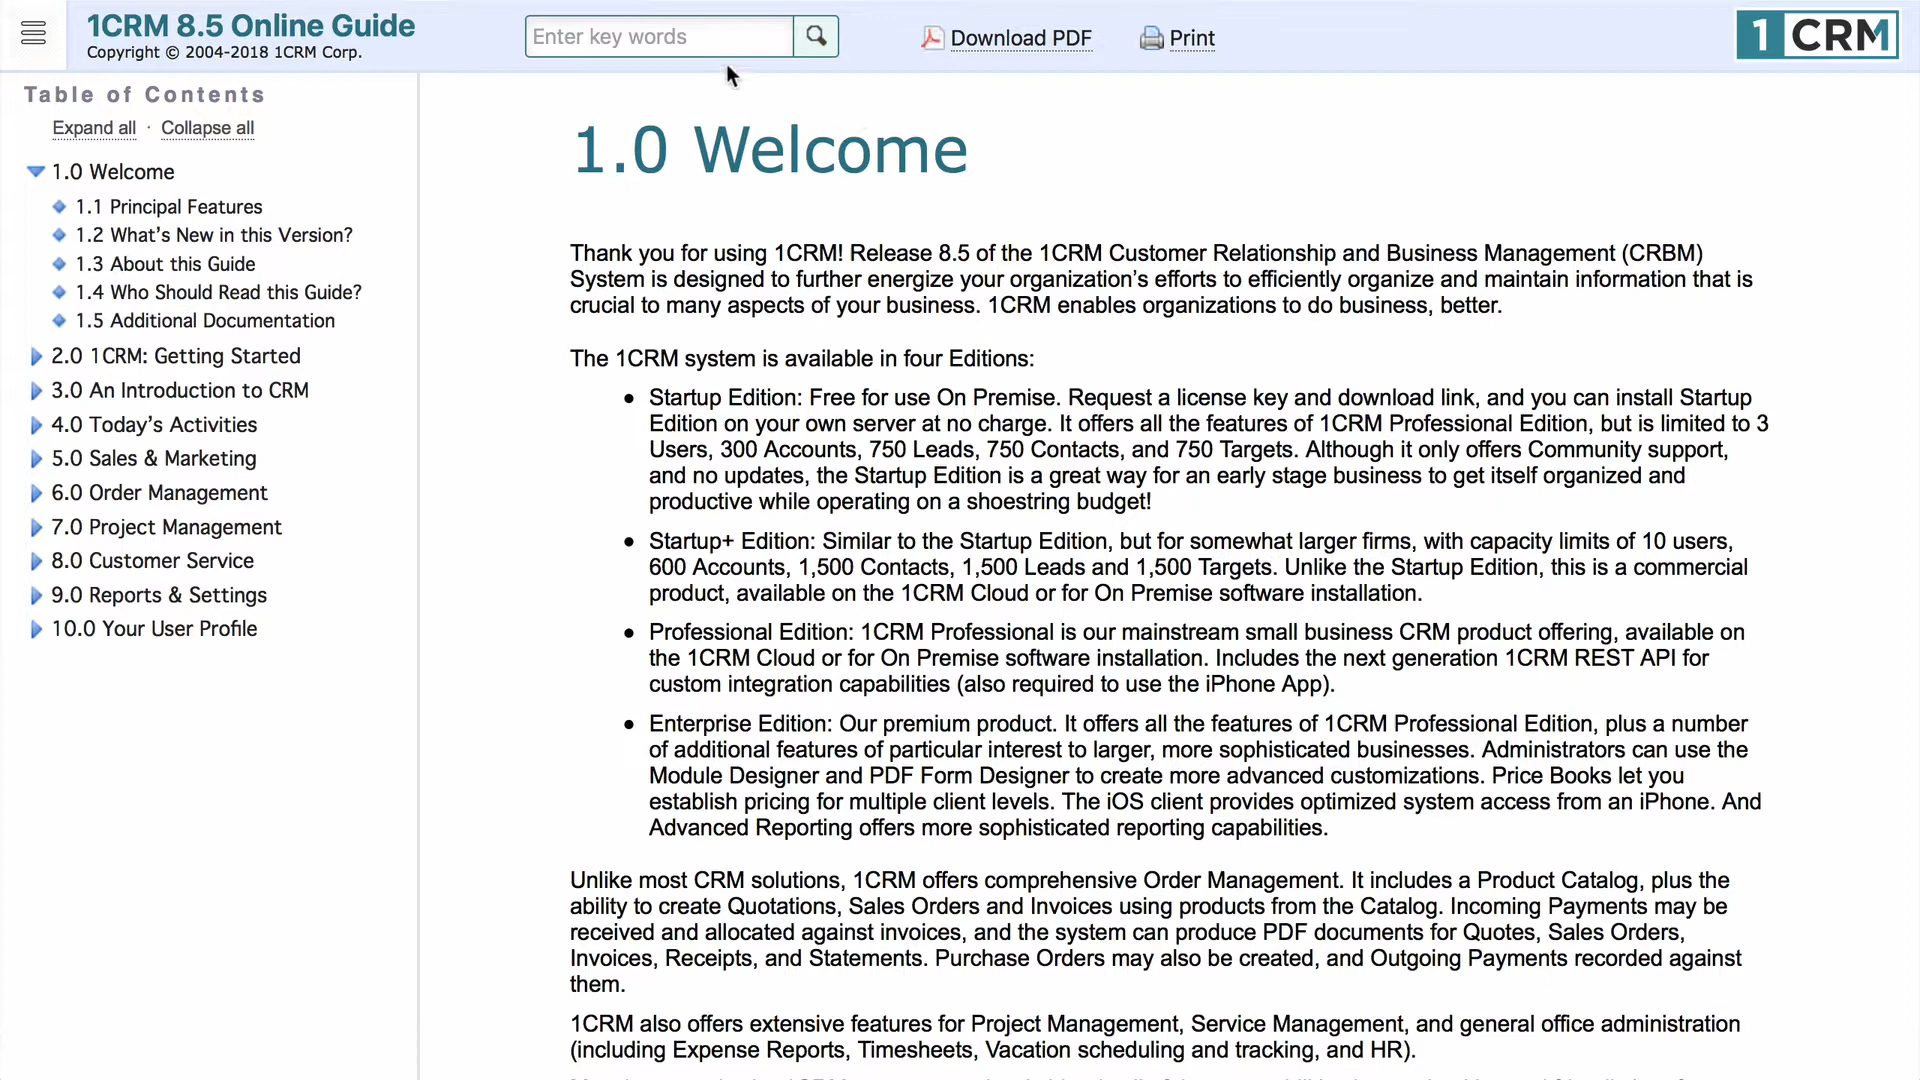 1CRM 8.5 Online Guide
Copyright © 2004-2018 1CRM Corp.
Enter key words
Download PDF
Print
1 CRM
Table of Contents
Expand all · Collapse all
1.0 Welcome
1.1 Principal Features
1.2 What’s New in this Version?
1.3 About this Guide
1.4 Who Should Read this Guide?
1.5 Additional Documentation
2.0 1CRM: Getting Started
3.0 An Introduction to CRM
4.0 Today’s Activities
5.0 Sales & Marketing
6.0 Order Management
7.0 Project Management
8.0 Customer Service
9.0 Reports & Settings
10.0 Your User Profile
1.0 Welcome
Thank you for using 1CRM! Release 8.5 of the 1CRM Customer Relationship and Business Management (CRBM)
System is designed to further energize your organization’s efforts to efficiently organize and maintain information that is
crucial to many aspects of your business. 1CRM enables organizations to do business, better.
The 1CRM system is available in four Editions:
• Startup Edition: Free for use On Premise. Request a license key and download link, and you can install Startup
Edition on your own server at no charge. It offers all the features of 1CRM Professional Edition, but is limited to 3
Users, 300 Accounts, 750 Leads, 750 Contacts, and 750 Targets. Although it only offers Community support,
and no updates, the Startup Edition is a great way for an early stage business to get itself organized and
productive while operating on a shoestring budget!
• Startup+ Edition: Similar to the Startup Edition, but for somewhat larger firms, with capacity limits of 10 users,
600 Accounts, 1,500 Contacts, 1,500 Leads and 1,500 Targets. Unlike the Startup Edition, this is a commercial
product, available on the 1CRM Cloud or for On Premise software installation.
• Professional Edition: 1CRM Professional is our mainstream small business CRM product offering, available on
the 1CRM Cloud or for On Premise software installation. Includes the next generation 1CRM REST API for
custom integration capabilities (also required to use the iPhone App).
• Enterprise Edition: Our premium product. It offers all the features of 1CRM Professional Edition, plus a number
of additional features of particular interest to larger, more sophisticated businesses. Administrators can use the
Module Designer and PDF Form Designer to create more advanced customizations. Price Books let you
establish pricing for multiple client levels. The iOS client provides optimized system access from an iPhone. And
Advanced Reporting offers more sophisticated reporting capabilities.
Unlike most CRM solutions, 1CRM offers comprehensive Order Management. It includes a Product Catalog, plus the
ability to create Quotations, Sales Orders and Invoices using products from the Catalog. Incoming Payments may be
received and allocated against invoices, and the system can produce PDF documents for Quotes, Sales Orders,
Invoices, Receipts, and Statements. Purchase Orders may also be created, and Outgoing Payments recorded against
them.
1CRM also offers extensive features for Project Management, Service Management, and general office administration
(including Expense Reports, Timesheets, Vacation scheduling and tracking, and HR).